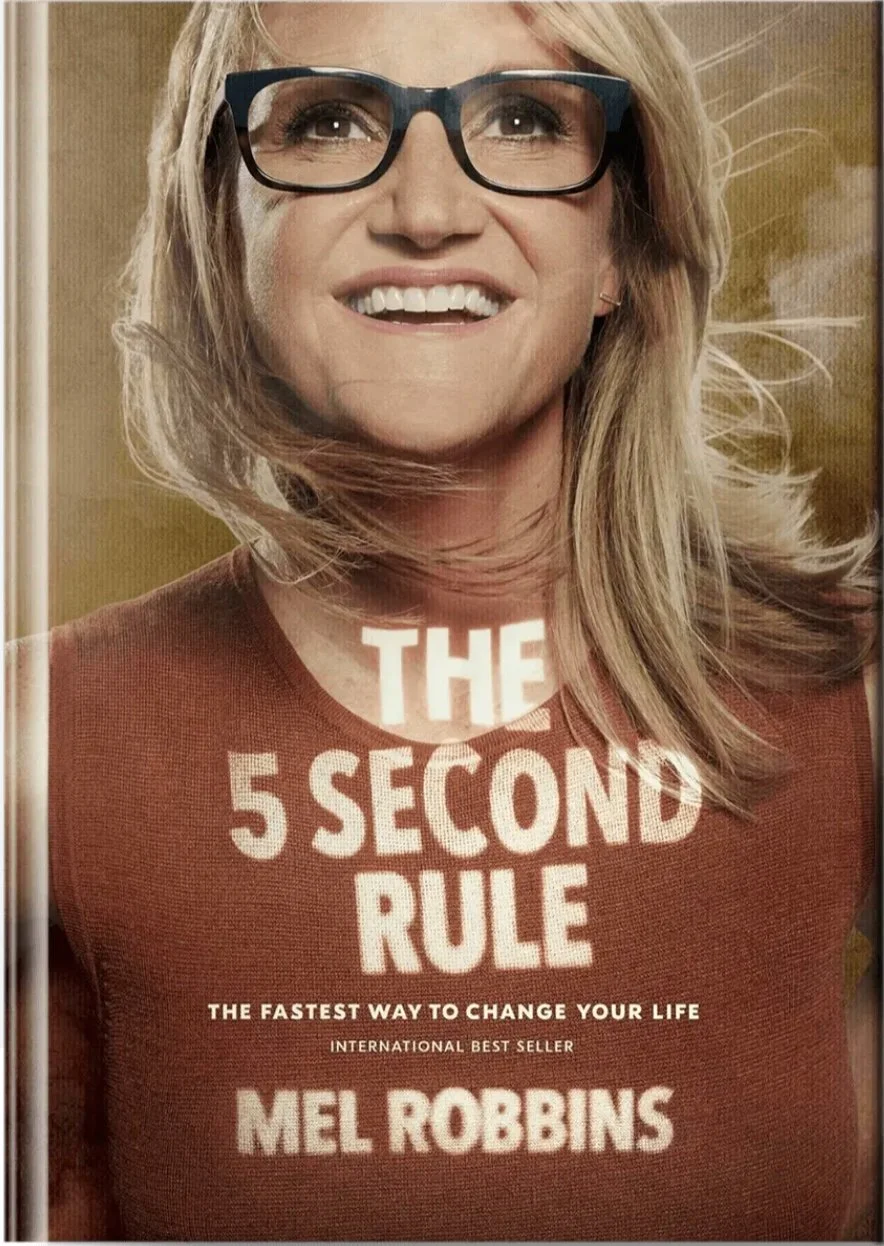 THE
5 SECOND
RULE
THE FASTEST WAY TO CHANGE YOUR LIFE
INTERNATIONAL BEST SELLER
MEL ROBBINS